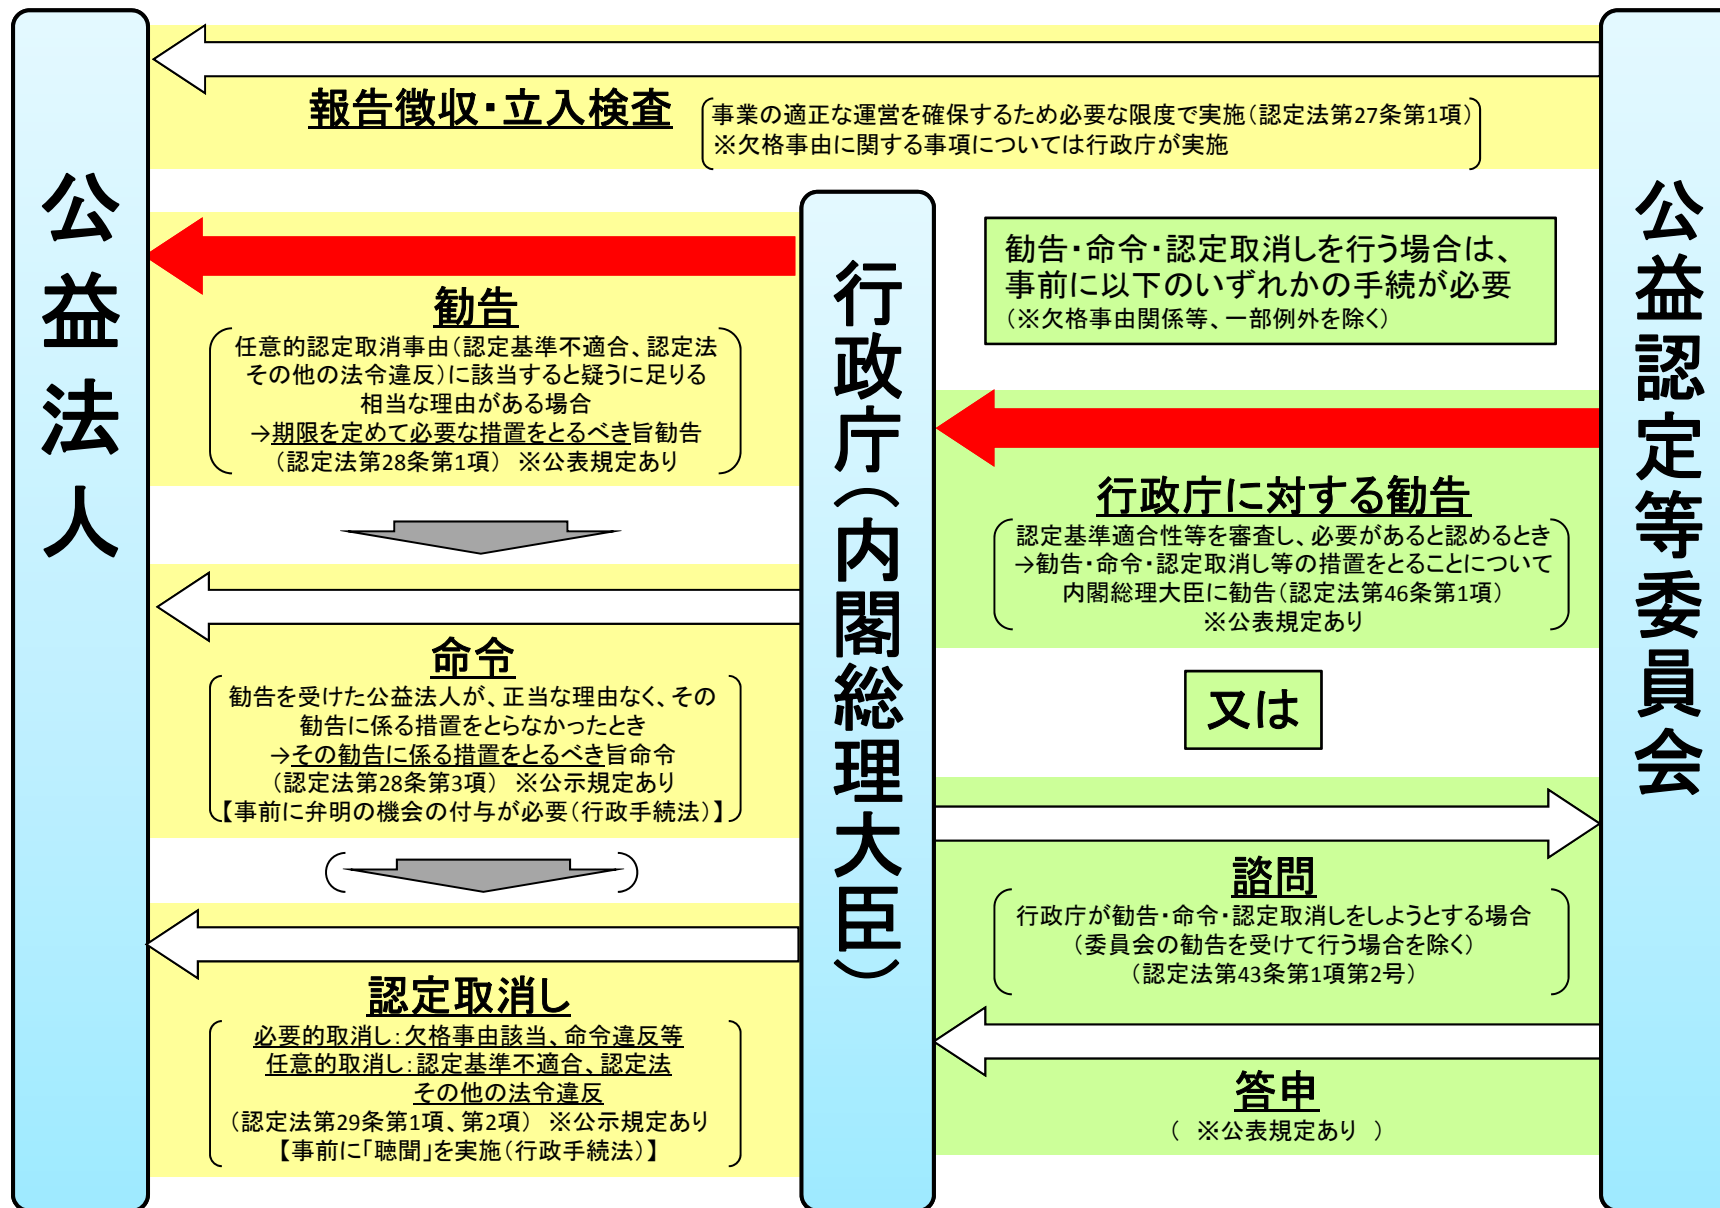 公益法人
報告徴収・立入検査
事業の適正な運営を確保するため必要な限度で実施(認定法第27条第1項)
※欠格事由に関する事項については行政庁が実施
勧告
任意的認定取消事由(認定基準不適合、認定法
その他の法令違反)に該当すると疑うに足りる
相当な理由がある場合
→期限を定めて必要な措置をとるべき旨勧告
(認定法第28条第1項) ※公表規定あり
命令
勧告を受けた公益法人が、正当な理由なく、その
勧告に係る措置をとらなかったとき
→その勧告に係る措置をとるべき旨命令
(認定法第28条第3項) ※公示規定あり
【事前に弁明の機会の付与が必要(行政手続法)】
認定取消し
必要的取消し:欠格事由該当、命令違反等
任意的取消し:認定基準不適合、認定法
その他の法令違反
(認定法第29条第1項、第2項) ※公示規定あり
【事前に「聴聞」を実施(行政手続法)】
行政庁(内閣総理大臣)
勧告・命令・認定取消しを行う場合は、
事前に以下のいずれかの手続が必要
(※欠格事由関係等、一部例外を除く)
行政庁に対する勧告
認定基準適合性等を審査し、必要があると認めるとき
→勧告・命令・認定取消し等の措置をとることについて
内閣総理大臣に勧告(認定法第46条第1項)
※公表規定あり
又は
諮問
行政庁が勧告・命令・認定取消しをしようとする場合
(委員会の勧告を受けて行う場合を除く)
(認定法第43条第1項第2号)
答申
( ※公表規定あり )
公益認定等委員会